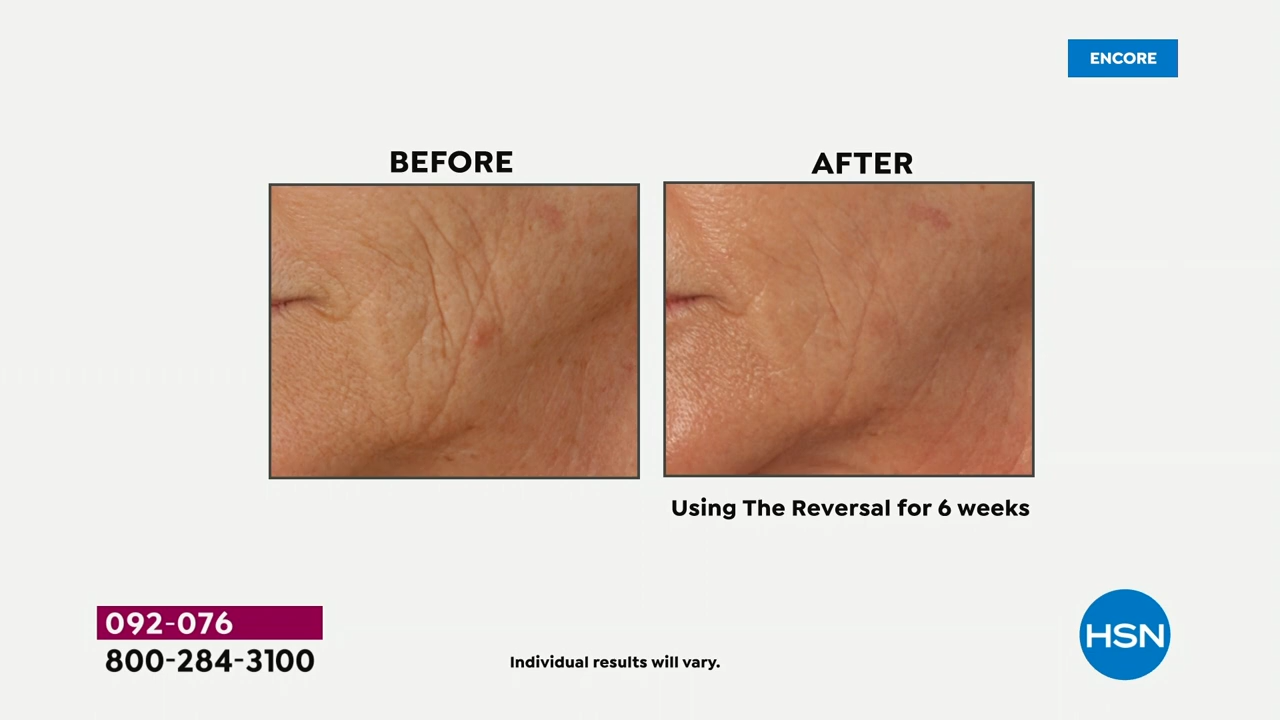 ENCORE
BEFORE
AFTER
Using The Reversal for 6 weeks
092-076
800-284-3100
Individual results will vary.
HSN